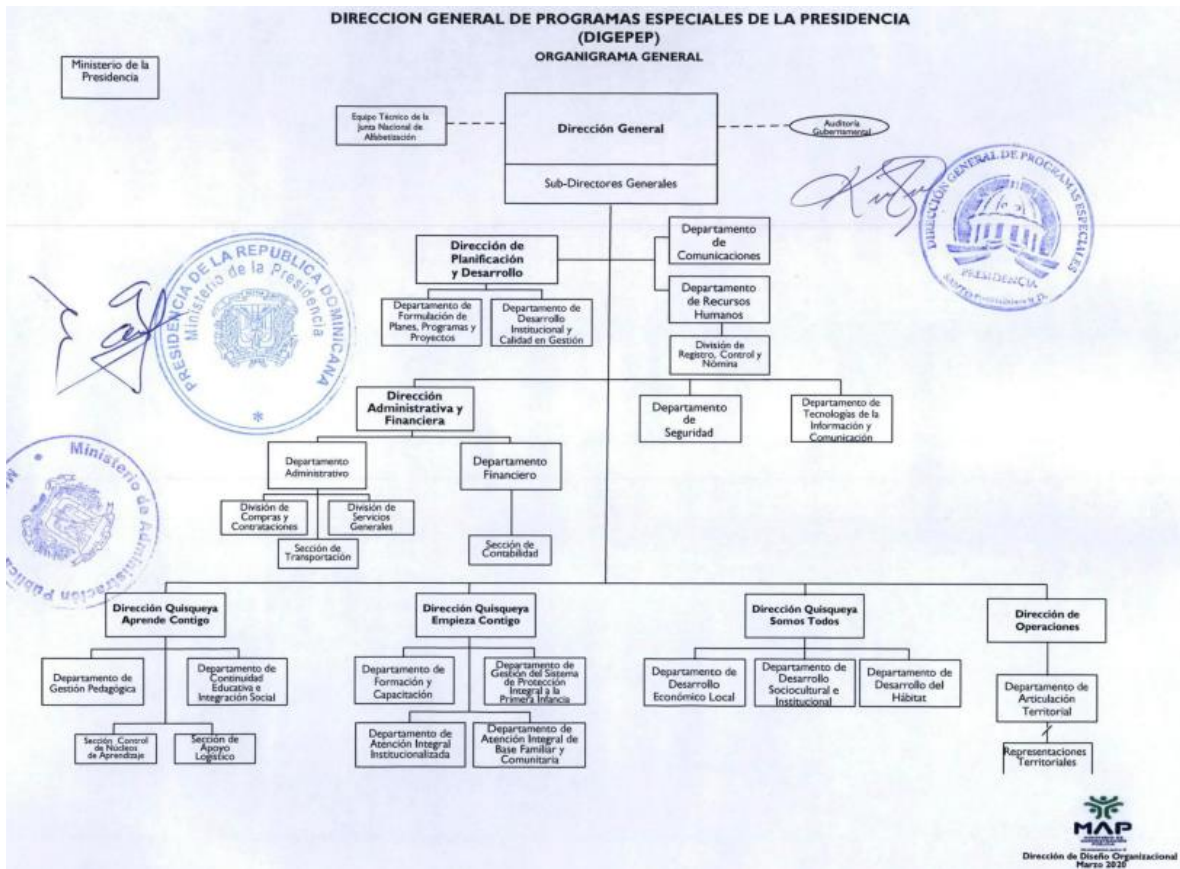 DIRECCION GENERAL DE PROGRAMAS ESPECIALES DE LA PRESIDENCIA
(DIGEPEP)
ORGANIGRAMA GENERAL
Ministerio de la
Presidencia
Equipo Técnico de la
Junta Nacional de
Alfabetización
Dirección General
Auditoría
Gubernamental
Sub-Directores Generales
DIRECCIÓN GENERAL DE PROGRAMAS ESPECIALES
PRESIDENCIA
PRESIDENCIA DE LA REPUBLICA DOMINICANA
Ministerio de la Presidencia
Dirección de
Planificación
y Desarrollo
Departamento
de
Comunicaciones
Departamento
de Recursos
Humanos
Departamento de
Formulación de
Planes, Programas y
Proyectos
Departamento de
Desarrollo
Institucional y
Calidad en Gestión
División de
Registro, Control y
Nómina
Dirección
Administrativa y
Financiera
Departamento
de
Seguridad
Departamento de
Tecnologías de la
Información y
Comunicación
Ministerio de Administración Pública
Departamento
Administrativo
Departamento
Financiero
División de
Compras y
Contrataciones
División de
Servicios
Generales
Sección de
Transportación
Sección de
Contabilidad
Dirección Quisqueya
Aprende Contigo
Dirección Quisqueya
Empieza Contigo
Dirección Quisqueya
Somos Todos
Dirección de
Operaciones
Departamento de
Gestión Pedagógica
Departamento de
Continuidad
Educativa e
Integración Social
Sección Control
de Núcleos
de Aprendizaje
Sección de
Apoyo
Logístico
Departamento de
Formación y
Capacitación
Departamento de
Gestión del Sistema
de Protección
Integral a la
Primera Infancia
Departamento de
Atención Integral
Institucionalizada
Departamento de
Atención Integral de
Base Familiar y
Comunitaria
Departamento de
Desarrollo
Económico Local
Departamento de
Desarrollo
Sociocultural e
Institucional
Departamento de
Desarrollo del
Hábitat
Departamento de
Articulación
Territorial
Representaciones
Territoriales
MAP
Dirección de Diseño Organizacional
Marzo 2020